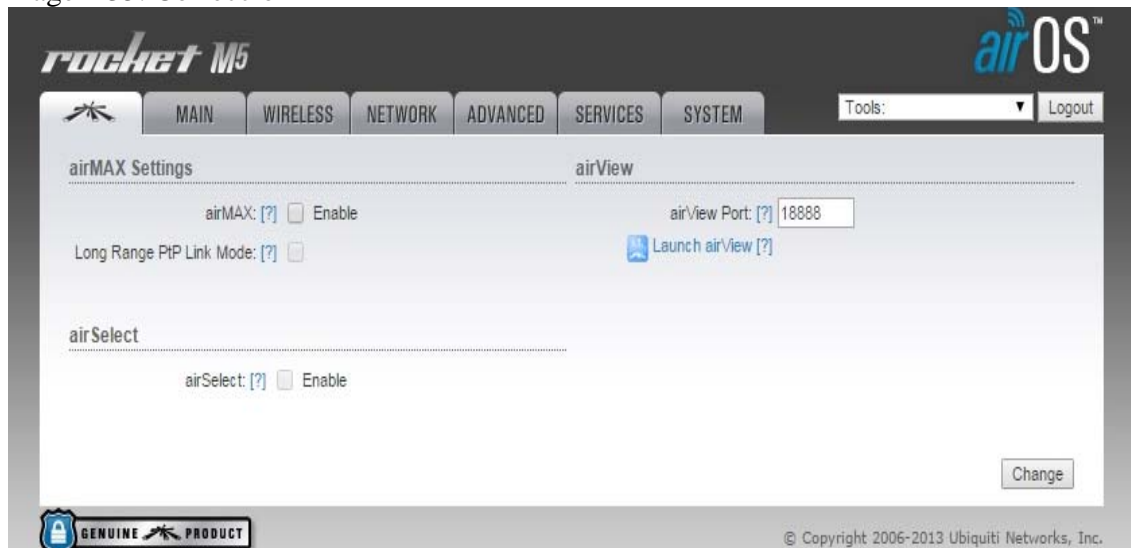 rocket M5
airOS™
MAIN WIRELESS NETWORK ADVANCED SERVICES SYSTEM Tools: Logout
airMAX Settings
airMAX: [?] Enable
Long Range PtP Link Mode: [?]
airView
airView Port: [?] 18888
Launch airView [?]
airSelect
airSelect: [?] Enable
Change
GENUINE PRODUCT
© Copyright 2006-2013 Ubiquiti Networks, Inc.